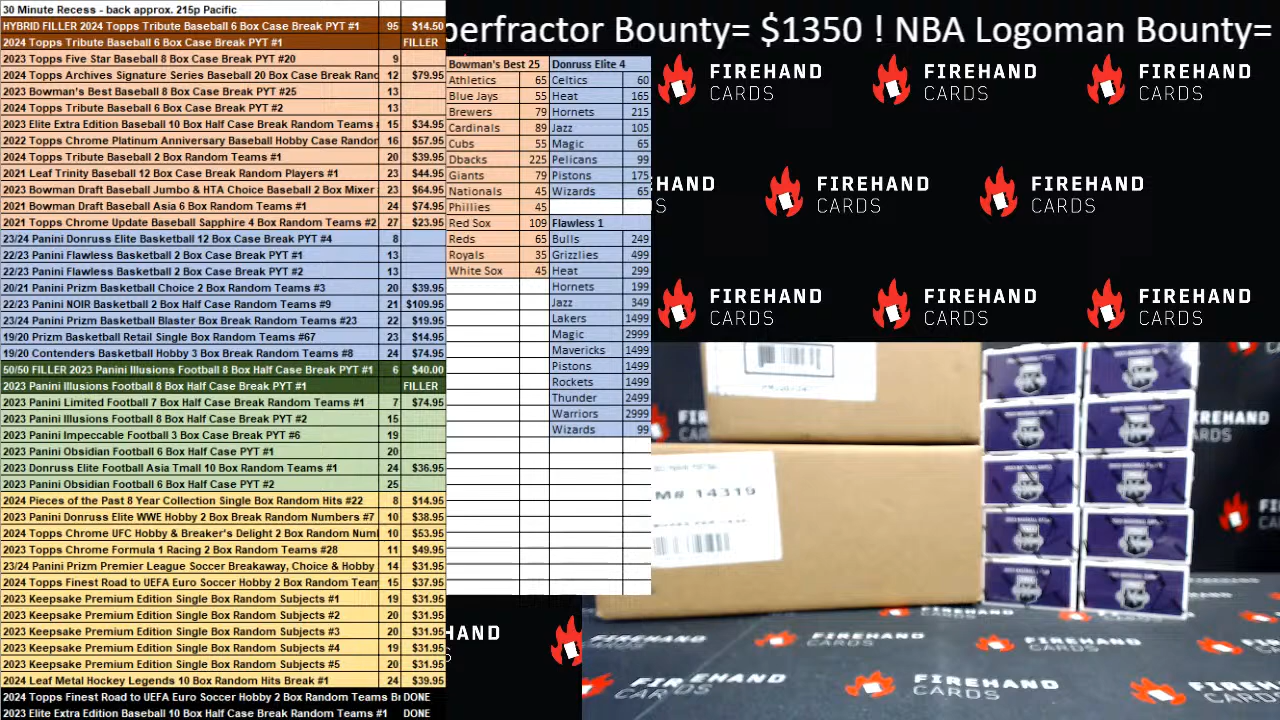 30 Minute Recess - back approx. 215p Pacific
HYBRID FILLER 2024 Topps Tribute Baseball 6 Box Case Break PYT #1 95 $14.50
2024 Topps Tribute Baseball 6 Box Case Break PYT #1 FILLER
2023 Topps Five Star Baseball 8 Box Case Break PYT #20 9
2024 Topps Archives Signature Series Baseball 20 Box Case Break Ranc 12 $79.95
2023 Bowman's Best Baseball 8 Box Case Break PYT #25 13
2024 Topps Tribute Baseball 6 Box Case Break PYT #2 13
2023 Elite Extra Edition Baseball 10 Box Half Case Break Random Teams 15 $34.95
2022 Topps Chrome Platinum Anniversary Baseball Hobby Case Randor 16 $57.95
2024 Topps Tribute Baseball 2 Box Random Teams #1 20 $39.95
2021 Leaf Trinity Baseball 12 Box Case Break Random Players #1 23 $44.95
2023 Bowman Draft Baseball Jumbo & HTA Choice Baseball 2 Box Mixer 23 $64.95
2021 Bowman Draft Baseball Asia 6 Box Random Teams #1 24 $74.95
2021 Topps Chrome Update Baseball Sapphire 4 Box Random Teams #2 27 $23.95
23/24 Panini Donruss Elite Basketball 12 Box Case Break PYT #4 8
22/23 Panini Flawless Basketball 2 Box Case Break PYT #1 13
22/23 Panini Flawless Basketball 2 Box Case Break PYT #2 13
20/21 Panini Prizm Basketball Choice 2 Box Random Teams #3 20 $39.95
22/23 Panini NOIR Basketball 2 Box Half Case Random Teams #9 21 $109.95
23/24 Panini Prizm Basketball Blaster Box Break Random Teams #23 22 $19.95
19/20 Prizm Basketball Retail Single Box Random Teams #67 23 $14.95
19/20 Contenders Basketball Hobby 3 Box Break Random Teams #8 24 $74.95
50/50 FILLER 2023 Panini Illusions Football 8 Box Half Case Break PYT #1 6 $40.00
2023 Panini Illusions Football 8 Box Half Case Break PYT #1 FILLER
2023 Panini Limited Football 7 Box Half Case Break Random Teams #1 7 $74.95
2023 Panini Illusions Football 8 Box Half Case Break PYT #2 15
2023 Panini Impeccable Football 3 Box Case Break PYT #6 19
2023 Panini Obsidian Football 6 Box Case PYT #1 20
2023 Donruss Elite Football Asia Tmall 10 Box Random Teams #1 24 $36.95
2023 Panini Obsidian Football 6 Box Case PYT #2 25
2024 Pieces of the Past 8 Year Collection Single Box Random Hits #22 8 $14.95
2023 Panini Donruss Elite WWE Hobby 2 Box Break Random Numbers #7 10 $38.95
2024 Topps Chrome UFC Hobby & Breaker's Delight 2 Box Random Numl 10 $53.95
2023 Topps Chrome Formula 1 Racing 2 Box Random Teams #28 11 $49.95
23/24 Panini Prizm Premier League Soccer Breakaway, Choice & Hobby 14 $31.95
2024 Topps Finest Road to UEFA Euro Soccer Hobby 2 Box Random Team 15 $37.95
2023 Keepsake Premium Edition Single Box Random Subjects #1 19 $31.95
2023 Keepsake Premium Edition Single Box Random Subjects #2 20 $31.95
2023 Keepsake Premium Edition Single Box Random Subjects #3 20 $31.95
2023 Keepsake Premium Edition Single Box Random Subjects #4 19 $31.95
2023 Keepsake Premium Edition Single Box Random Subjects #5 20 $31.95
2024 Leaf Metal Hockey Legends 10 Box Random Hits Break #1 24 $39.95
2024 Topps Finest Road to UEFA Euro Soccer Hobby 2 Box Random Teams Br DONE
2023 Elite Extra Edition Baseball 10 Box Half Case Break Random Teams #1 DONE
perfractor Bounty= $1350 ! NBA Logoman Bounty=
Bowman's Best 25
Athletics 65
Blue Jays 55
Brewers 79
Cardinals 89
Cubs 55
Dbacks 225
Giants 79
Nationals 45
Phillies 45
Red Sox 109
Reds 65
Royals 35
White Sox 45
Donruss Elite 4
Celtics 60
Heat 165
Hornets 215
Jazz 105
Magic 65
Pelicans 99
Pistons 175
Wizards 65
Flawless 1
Bulls 249
Grizzlies 499
Heat 299
Hornets 199
Jazz 349
Lakers 1499
Magic 2999
Mavericks 1499
Pistons 1499
Rockets 1499
Thunder 2499
Warriors 2999
Wizards 99
FIREHAND CARDS
FIREHAND CARDS
FIREHAND CARDS
HAND
S
FIREHAND CARDS
FIREHAND CARDS
FIREHAND CARDS
FIREHAND CARDS
FIREHAND CARDS
M# 14319
FIRE
REHAND
CARDS
HAND
FIREHAND CARDS
FIREHAND CARDS
FIREHAND CARDS
FIREHAND CARDS